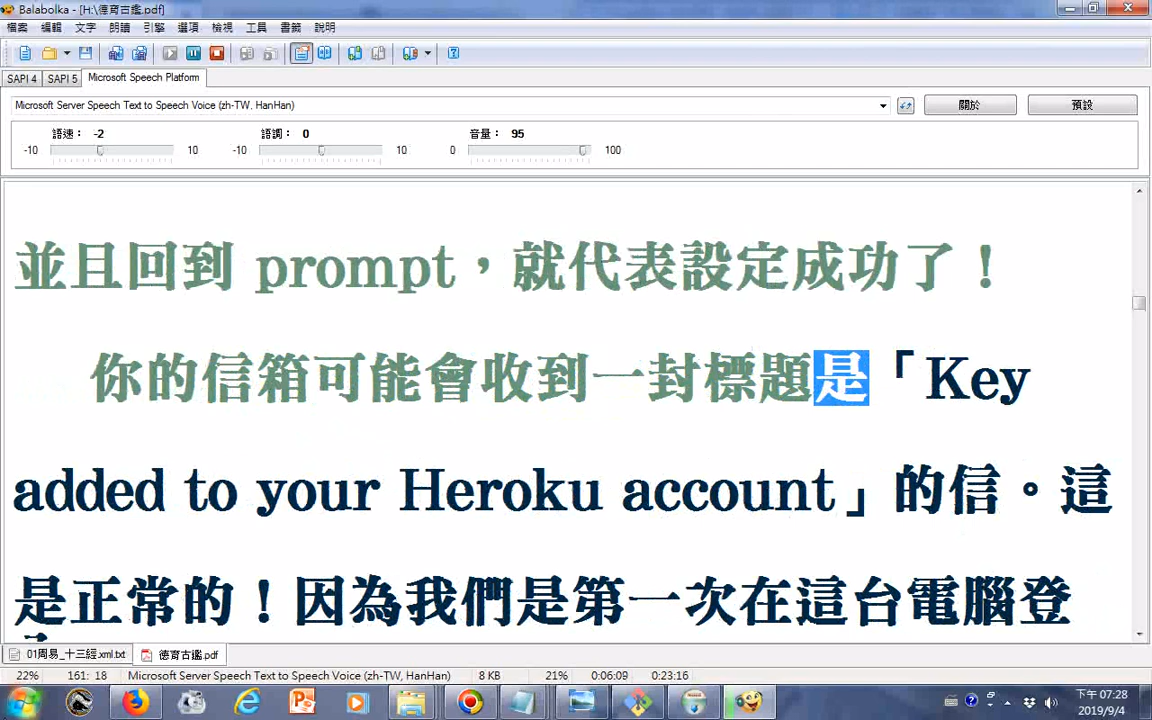 Balabolka - [H:\德育古鑑.pdf]
檔案 編輯 文字 朗讀 引擎 選項 檢視 工具 書籤 說明
SAPI 4 SAPI 5 Microsoft Speech Platform
Microsoft Server Speech Text to Speech Voice (zh-TW, HanHan) 關於 預設
語速： -2 語調： 0 音量： 95
-10 10 -10 10 0 100
並且回到 prompt，就代表設定成功了！
你的信箱可能會收到一封標題是「Key
added to your Heroku account」的信。這
是正常的！因為我們是第一次在這台電腦登
01周易_十三經.xml.txt 德育古鑑.pdf
22% 161: 18 Microsoft Server Speech Text to Speech Voice (zh-TW, HanHan) 8 KB 21% 0:06:09 0:23:16
下午 07:28
2019/9/4